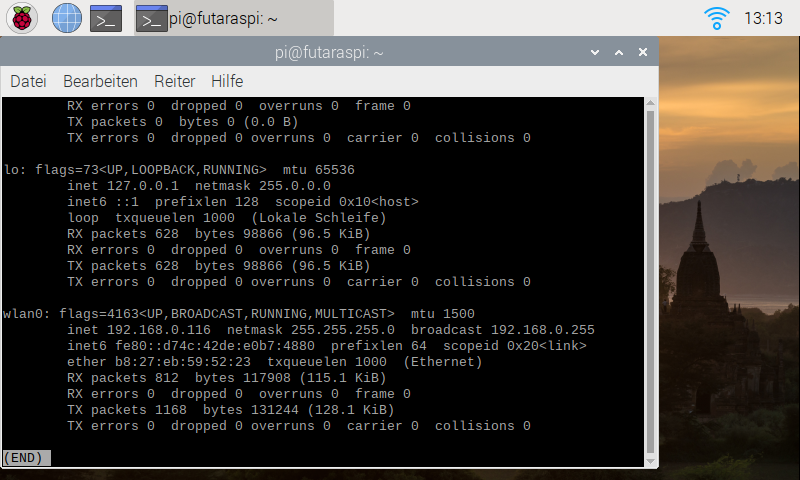 pi@futaraspi: ~
13:13
pi@futaraspi: ~
Datei Bearbeiten Reiter Hilfe
RX errors 0  dropped 0  overruns 0  frame 0
TX packets 0  bytes 0 (0.0 B)
TX errors 0  dropped 0 overruns 0  carrier 0  collisions 0
lo: flags=73<UP,LOOPBACK,RUNNING>  mtu 65536
inet 127.0.0.1  netmask 255.0.0.0
inet6 ::1  prefixlen 128  scopeid 0x10<host>
loop  txqueuelen 1000  (Lokale Schleife)
RX packets 628  bytes 98866 (96.5 KiB)
RX errors 0  dropped 0  overruns 0  frame 0
TX packets 628  bytes 98866 (96.5 KiB)
TX errors 0  dropped 0 overruns 0  carrier 0  collisions 0
wlan0: flags=4163<UP,BROADCAST,RUNNING,MULTICAST>  mtu 1500
inet 192.168.0.116  netmask 255.255.255.0  broadcast 192.168.0.255
inet6 fe80::d74c:42de:e0b7:4880  prefixlen 64  scopeid 0x20<link>
ether b8:27:eb:59:52:23  txqueuelen 1000  (Ethernet)
RX packets 812  bytes 117908 (115.1 KiB)
RX errors 0  dropped 0  overruns 0  frame 0
TX packets 1168  bytes 131244 (128.1 KiB)
TX errors 0  dropped 0 overruns 0  carrier 0  collisions 0
(END)